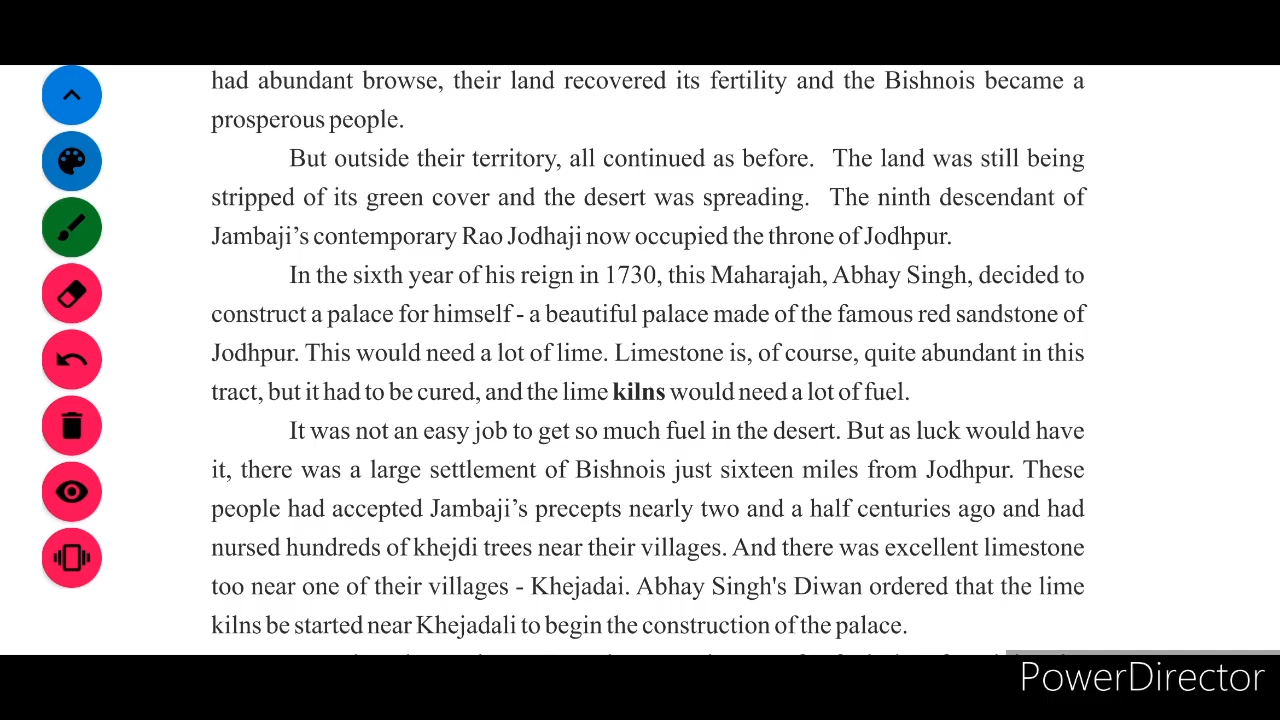 had abundant browse, their land recovered its fertility and the Bishnois became a
prosperous people.
But outside their territory, all continued as before. The land was still being
stripped of its green cover and the desert was spreading. The ninth descendant of
Jambaji’s contemporary Rao Jodhaji now occupied the throne of Jodhpur.
In the sixth year of his reign in 1730, this Maharajah, Abhay Singh, decided to
construct a palace for himself - a beautiful palace made of the famous red sandstone of
Jodhpur. This would need a lot of lime. Limestone is, of course, quite abundant in this
tract, but it had to be cured, and the lime kilns would need a lot of fuel.
It was not an easy job to get so much fuel in the desert. But as luck would have
it, there was a large settlement of Bishnois just sixteen miles from Jodhpur. These
people had accepted Jambaji’s precepts nearly two and a half centuries ago and had
nursed hundreds of khejdi trees near their villages. And there was excellent limestone
too near one of their villages - Khejadai. Abhay Singh's Diwan ordered that the lime
kilns be started near Khejadali to begin the construction of the palace.
PowerDirector